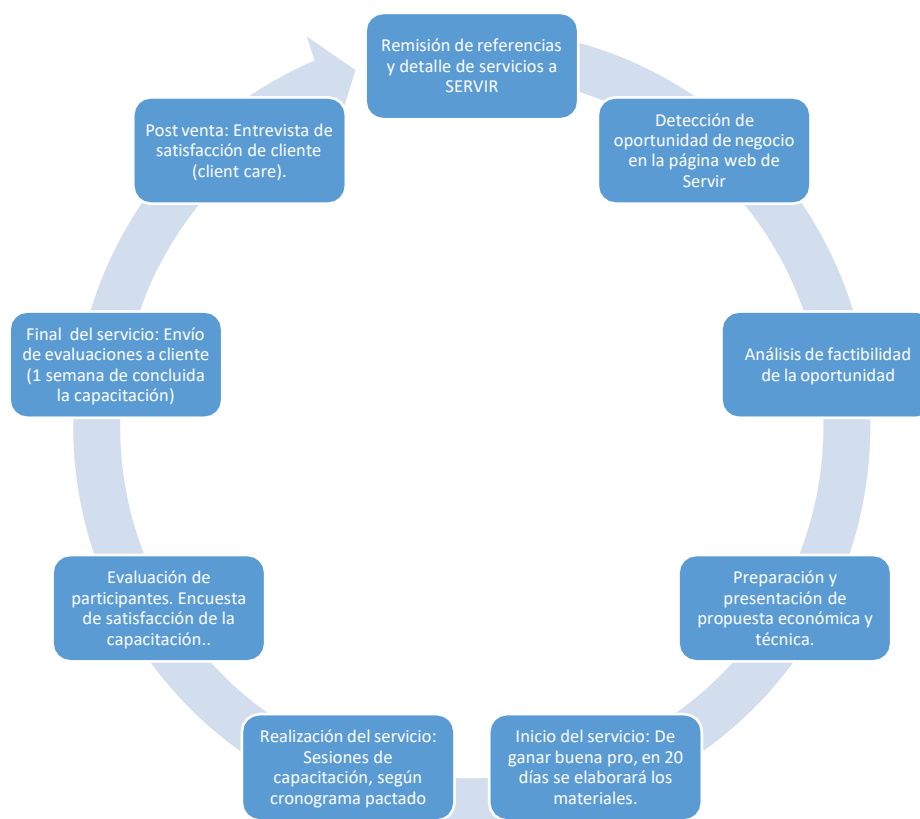 Remisión de referencias
y detalle de servicios a
SERVIR
Detección de
oportunidad de negocio
en la página web de
Servir
Análisis de factibilidad
de la oportunidad
Preparación y
presentación de
propuesta económica y
técnica.
Inicio del servicio: De
ganar buena pro, en 20
días se elaborará los
materiales.
Realización del servicio:
Sesiones de
capacitación, según
cronograma pactado
Evaluación de
participantes. Encuesta
de satisfacción de la
capacitación..
Final  del servicio: Envío
de evaluaciones a cliente
(1 semana de concluida
la capacitación)
Post venta: Entrevista de
satisfacción de cliente
(client care).